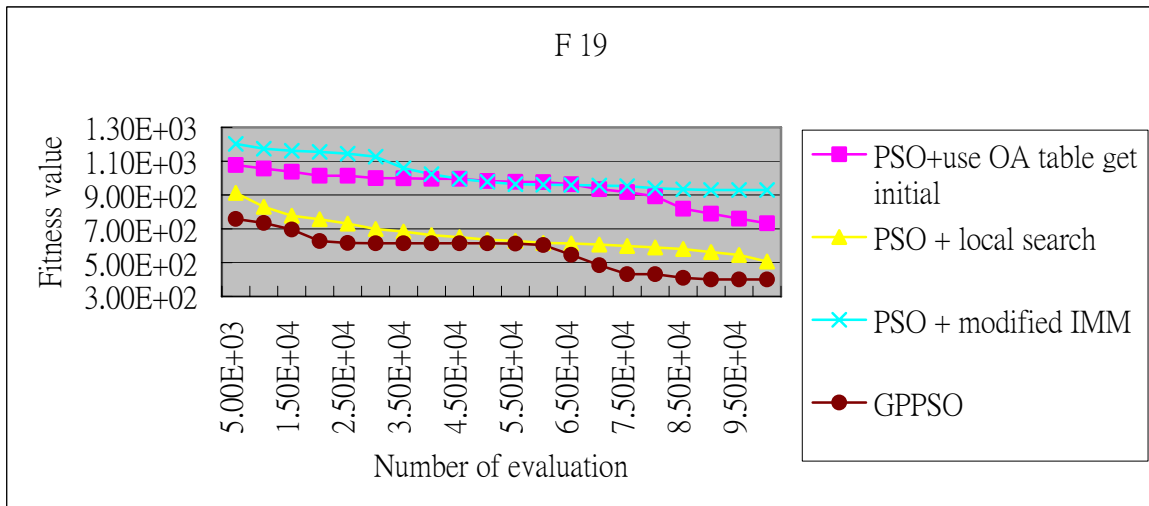 F 19
Fitness value
1.30E+03
1.10E+03
9.00E+02
7.00E+02
5.00E+02
3.00E+02
5.00E+03
1.50E+04
2.50E+04
3.50E+04
4.50E+04
5.50E+04
6.50E+04
7.50E+04
8.50E+04
9.50E+04
Number of evaluation
PSO+use OA table get
initial
PSO + local search
PSO + modified IMM
GPPSO